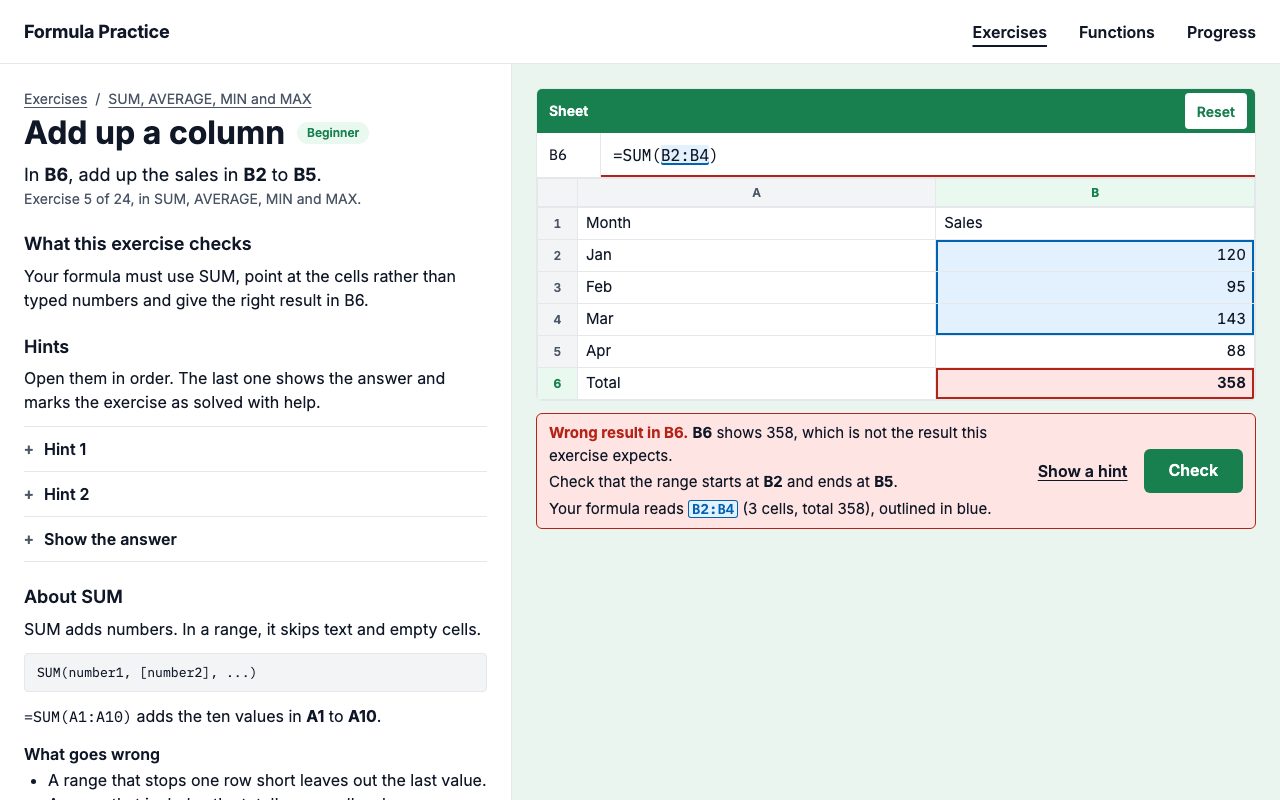 Formula Practice
Exercises Functions Progress
Exercises / SUM, AVERAGE, MIN and MAX
Add up a column Beginner
In B6, add up the sales in B2 to B5.
Exercise 5 of 24, in SUM, AVERAGE, MIN and MAX.
What this exercise checks
Your formula must use SUM, point at the cells rather than
typed numbers and give the right result in B6.
Hints
Open them in order. The last one shows the answer and
marks the exercise as solved with help.
+ Hint 1
+ Hint 2
+ Show the answer
About SUM
SUM adds numbers. In a range, it skips text and empty cells.
SUM(number1, [number2], ...)
=SUM(A1:A10) adds the ten values in A1 to A10.
What goes wrong
• A range that stops one row short leaves out the last value.
Sheet Reset
B6 =SUM(B2:B4)
A B
1 Month Sales
2 Jan 120
3 Feb 95
4 Mar 143
5 Apr 88
6 Total 358
Wrong result in B6. B6 shows 358, which is not the result this
exercise expects.
Check that the range starts at B2 and ends at B5.
Your formula reads B2:B4 (3 cells, total 358), outlined in blue.
Show a hint Check